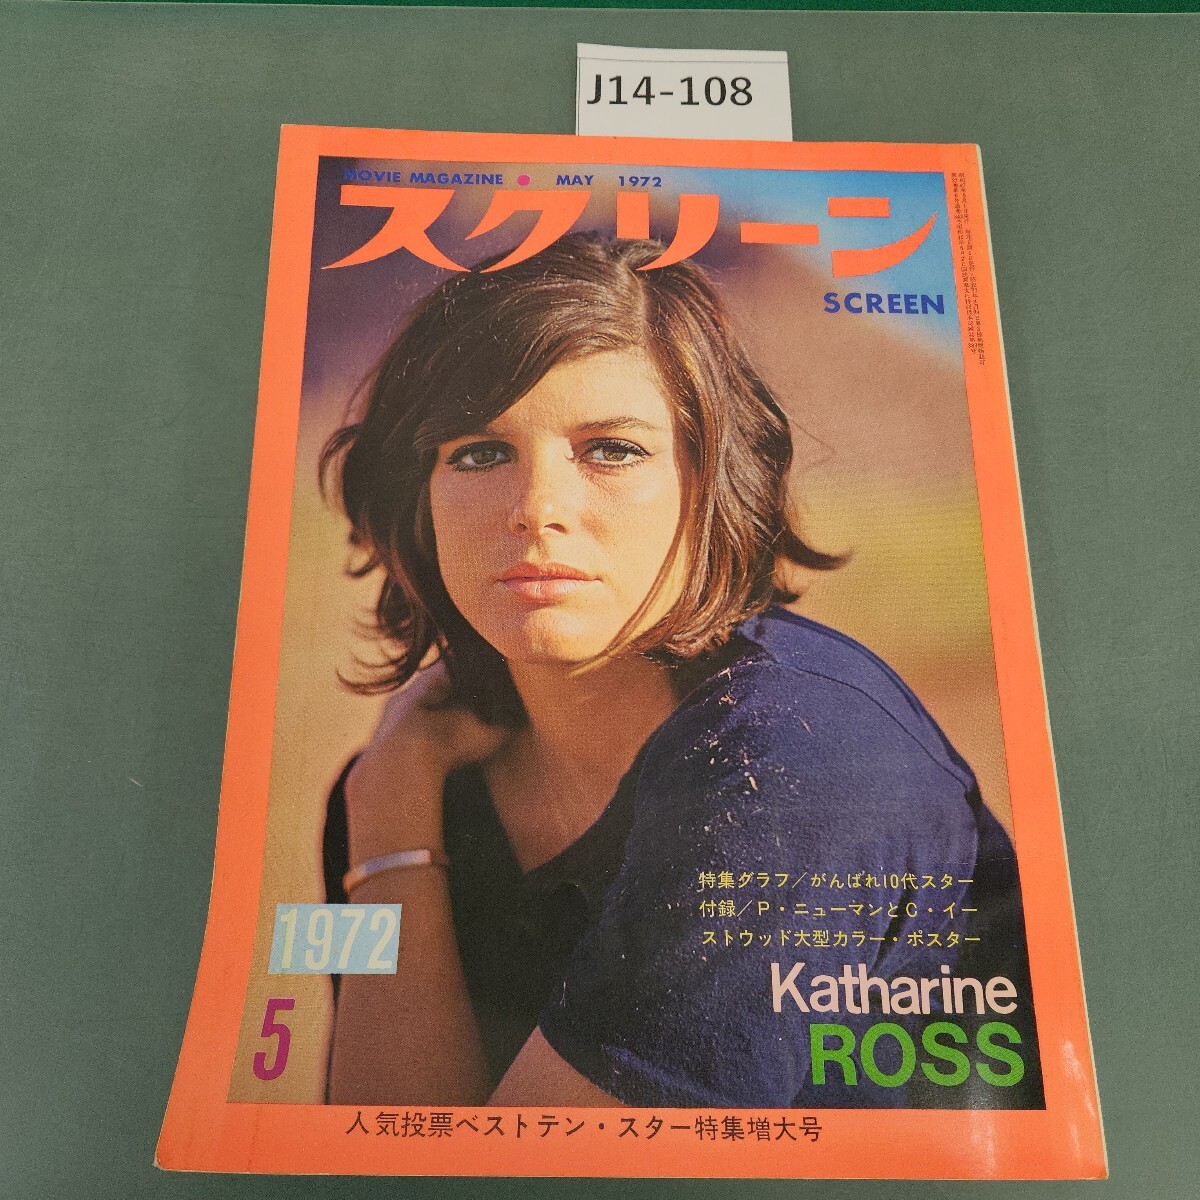 J14-108
MOVIE MAGAZINE ● MAY 1972
スクリーン
SCREEN
特集グラフ／がんばれ10代スター
付録／P・ニューマンとC・イー
ストウッド大型カラー・ポスター
Katharine
ROSS
1972
5
人気投票ベストテン・スター特集増大号